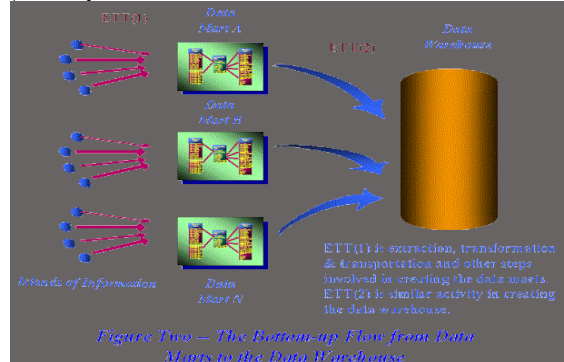 ETT(1)
Data
Mart A
ETT(2)
Data
Warehouse
Data
Mart B
Islands of Information
Data
Mart N
ETT(1) is extraction, transformation
& transportation and other steps
involved in creating the data marts.
ETT(2) is similar activity in creating
the data warehouse.
Figure Two – The Bottom-up Flow from Data
Marts to the Data Warehouse